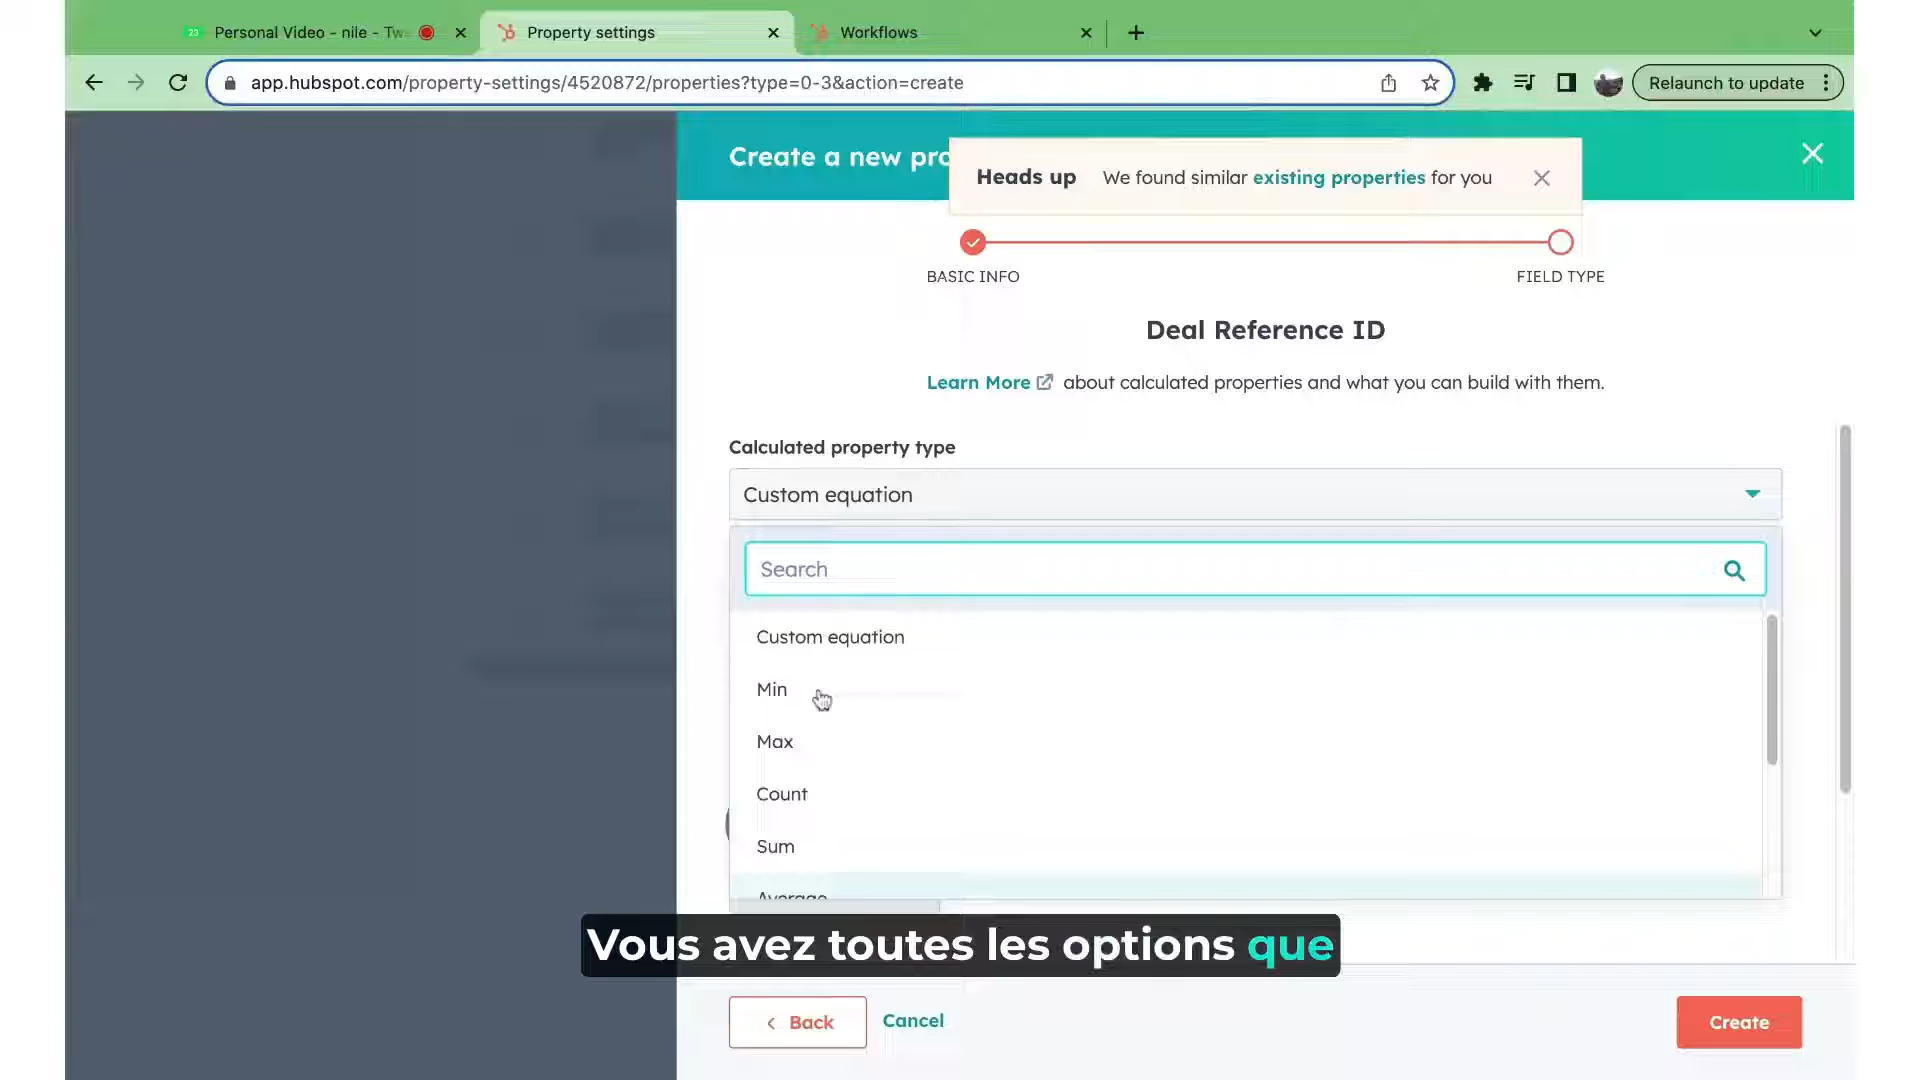 23 Personal Video - nile - Tw
Property settings
Workflows
app.hubspot.com/property-settings/4520872/properties?type=0-3&action=create
Relaunch to update
Create a new pro
Heads up We found similar existing properties for you
BASIC INFO
FIELD TYPE
Deal Reference ID
Learn More about calculated properties and what you can build with them.
Calculated property type
Custom equation
Search
Custom equation
Min
Max
Count
Sum
Average
Vous avez toutes les options que
Back
Cancel
Create